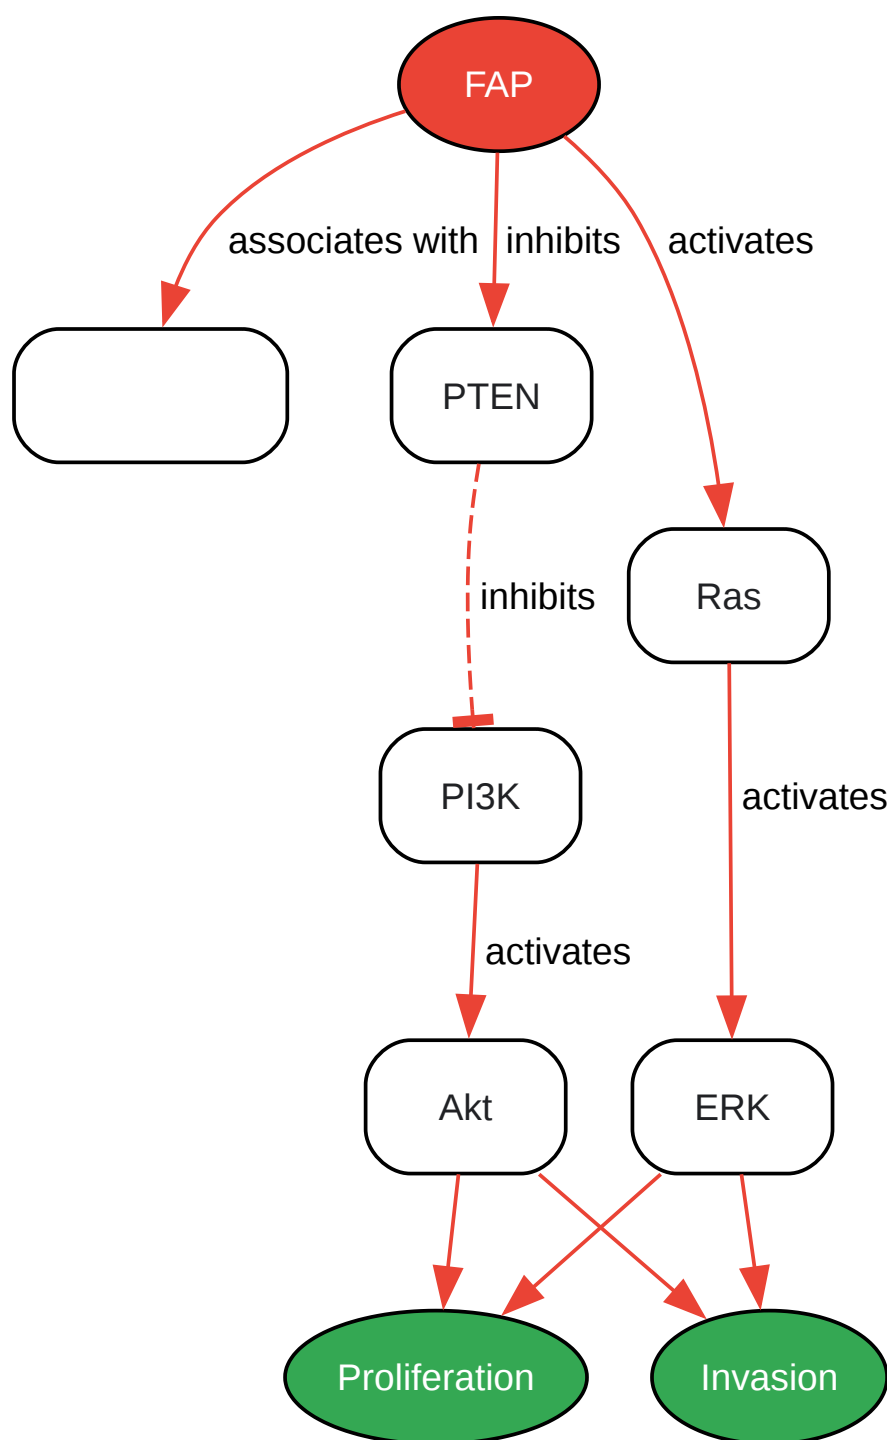 FAP
associates with
inhibits
activates
PTEN
inhibits
Ras
PI3K
activates
activates
Akt
ERK
Proliferation
Invasion